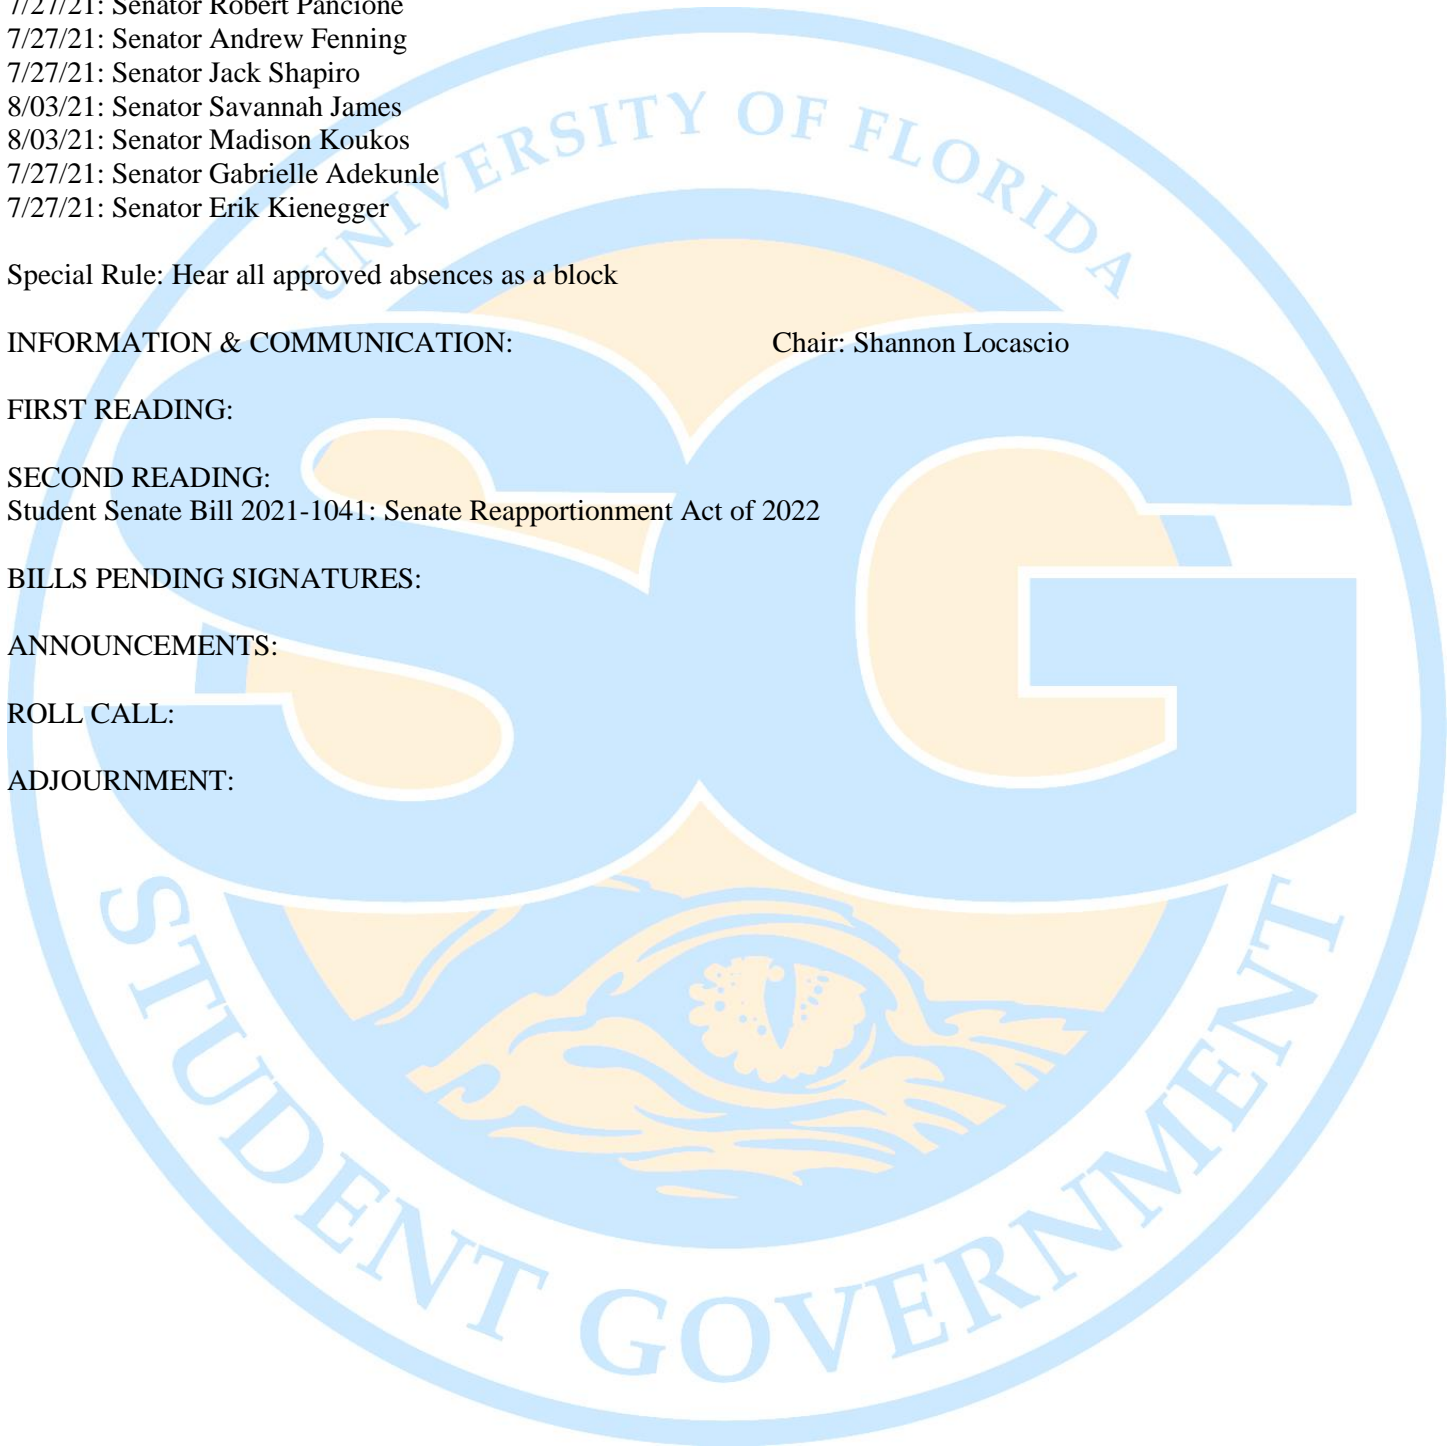 7/27/21: Senator Robert Pancione
7/27/21: Senator Andrew Fenning
7/27/21: Senator Jack Shapiro
8/03/21: Senator Savannah James
8/03/21: Senator Madison Koukos
7/27/21: Senator Gabrielle Adekunle
7/27/21: Senator Erik Kienegger
Special Rule: Hear all approved absences as a block
INFORMATION & COMMUNICATION: Chair: Shannon Locascio
FIRST READING:
SECOND READING:
Student Senate Bill 2021-1041: Senate Reapportionment Act of 2022
BILLS PENDING SIGNATURES:
ANNOUNCEMENTS:
ROLL CALL:
ADJOURNMENT:
UNIVERSITY OF FLORIDA
SG
STUDENT GOVERNMENT